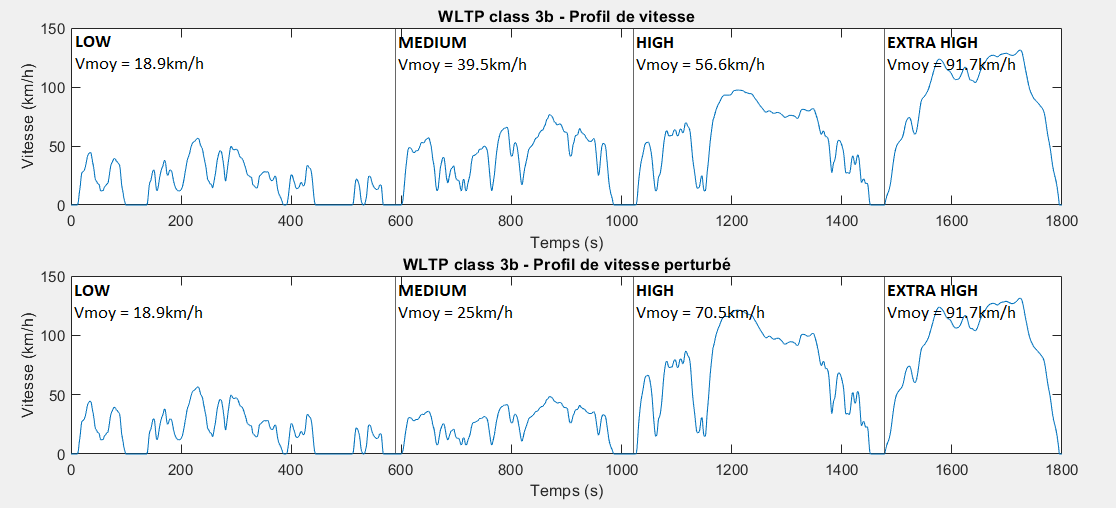 WLTP class 3b - Profil de vitesse
LOW
Vmoy = 18.9km/h
MEDIUM
Vmoy = 39.5km/h
HIGH
Vmoy = 56.6km/h
EXTRA HIGH
Vmoy = 91.7km/h
Vitesse (km/h)
150
100
50
0
0 200 400 600 800 1000 1200 1400 1600 1800
Temps (s)
WLTP class 3b - Profil de vitesse perturbé
LOW
Vmoy = 18.9km/h
MEDIUM
Vmoy = 25km/h
HIGH
Vmoy = 70.5km/h
EXTRA HIGH
Vmoy = 91.7km/h
Vitesse (km/h)
150
100
50
0
0 200 400 600 800 1000 1200 1400 1600 1800
Temps (s)